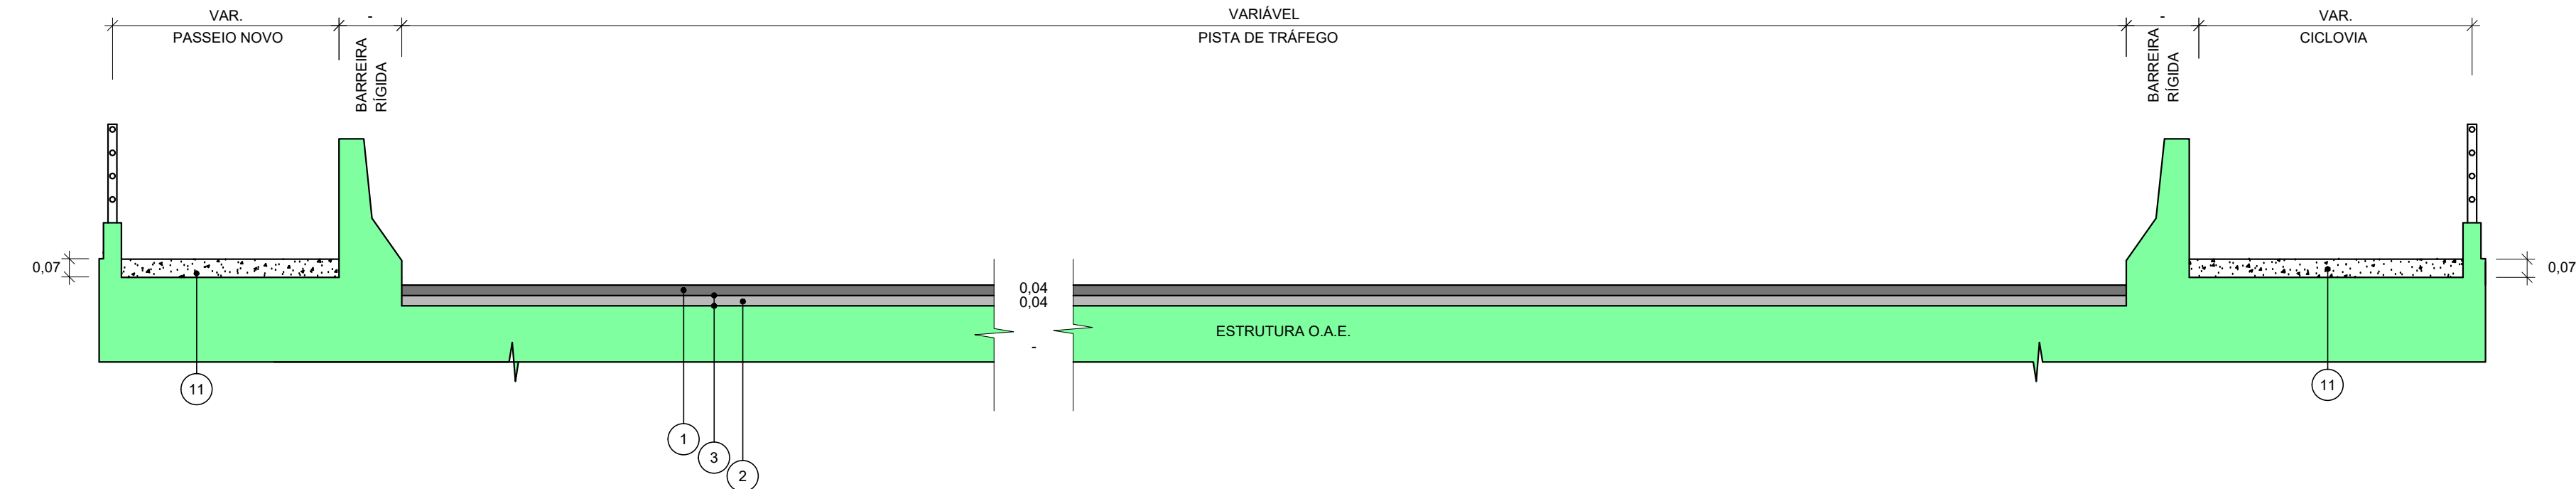 VAR.
-
VARIÁVEL
-
VAR.
PASSEIO NOVO
PISTA DE TRÁFEGO
CICLOVIA
BARREIRA
RÍGIDA
BARREIRA
RÍGIDA
0,07
0,07
0,04
0,04
ESTRUTURA O.A.E.
-
11
11
1
3
2